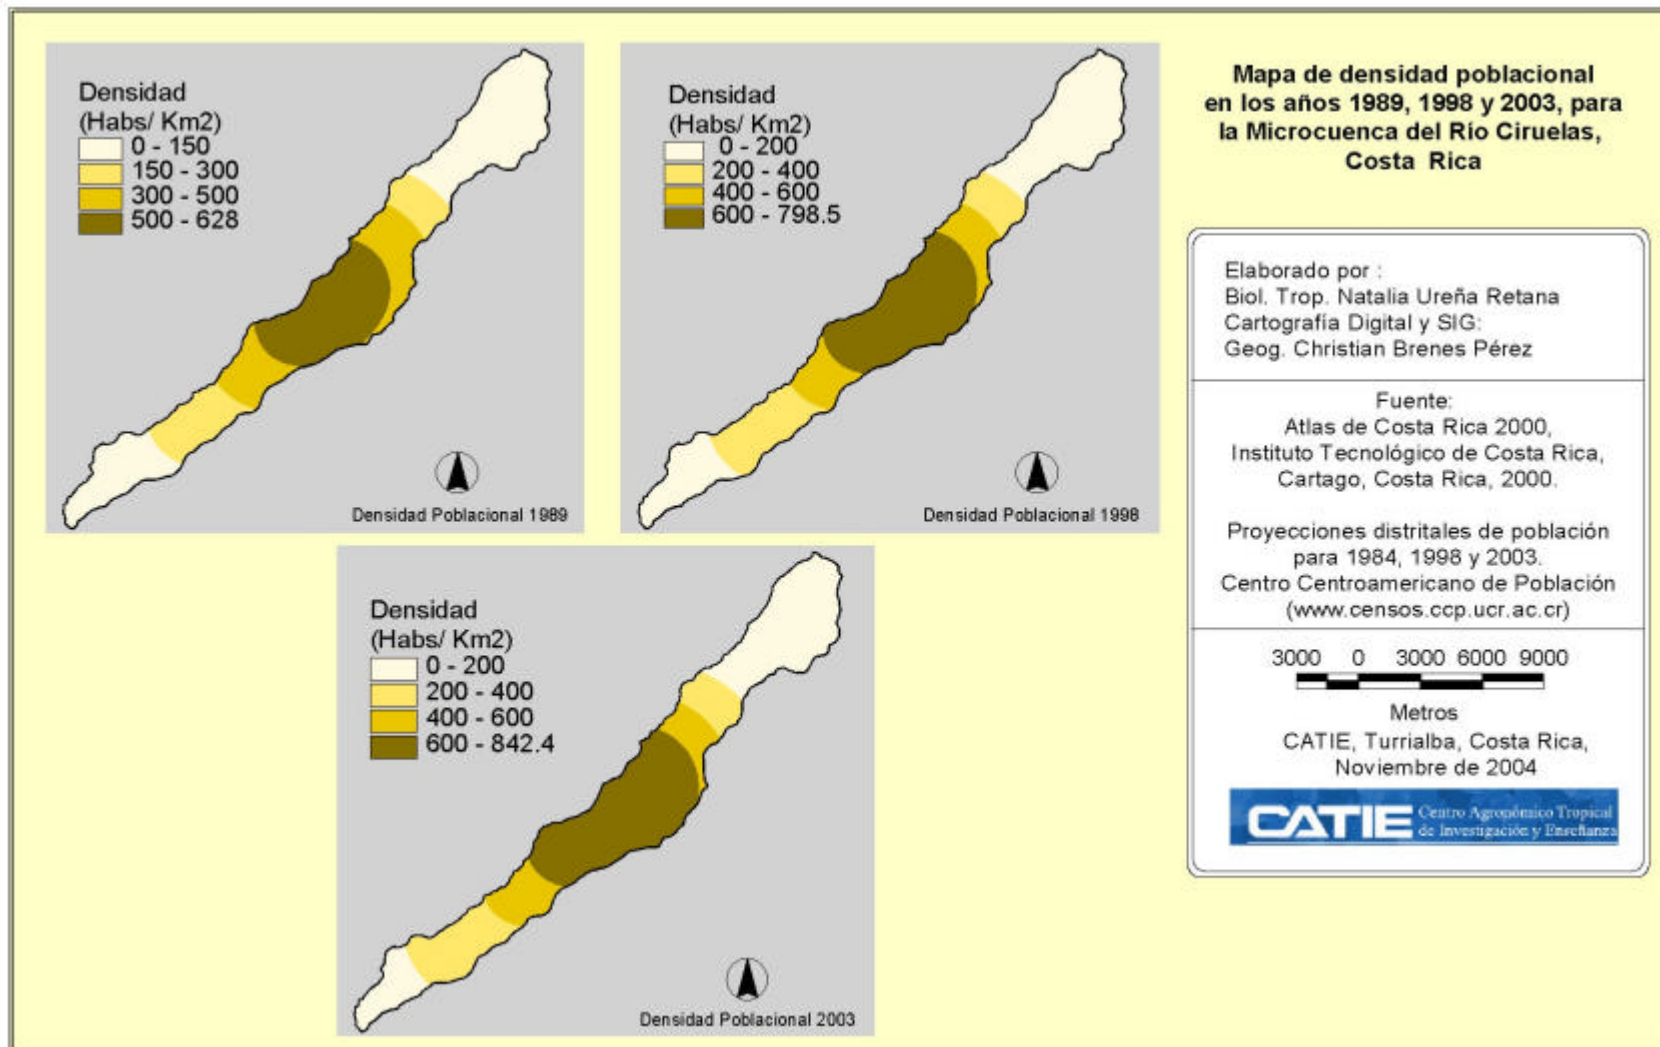 Densidad
(Habs/ Km2)
0 - 150
150 - 300
300 - 500
500 - 628
Densidad Poblacional 1989
Densidad
(Habs/ Km2)
0 - 200
200 - 400
400 - 600
600 - 798.5
Densidad Poblacional 1998
Densidad
(Habs/ Km2)
0 - 200
200 - 400
400 - 600
600 - 842.4
Densidad Poblacional 2003
Mapa de densidad poblacional
en los años 1989, 1998 y 2003, para
la Microcuenca del Río Ciruelas,
Costa Rica
Elaborado por :
Biol. Trop. Natalia Ureña Retana
Cartografía Digital y SIG:
Geog. Christian Brenes Pérez
Fuente:
Atlas de Costa Rica 2000,
Instituto Tecnológico de Costa Rica,
Cartago, Costa Rica, 2000.
Proyecciones distritales de población
para 1984, 1998 y 2003.
Centro Centroamericano de Población
(www.censos.ccp.ucr.ac.cr)
3000 0 3000 6000 9000
Metros
CATIE, Turrialba, Costa Rica,
Noviembre de 2004
CATIE
Centro Agronómico Tropical
de Investigación y Enseñanza